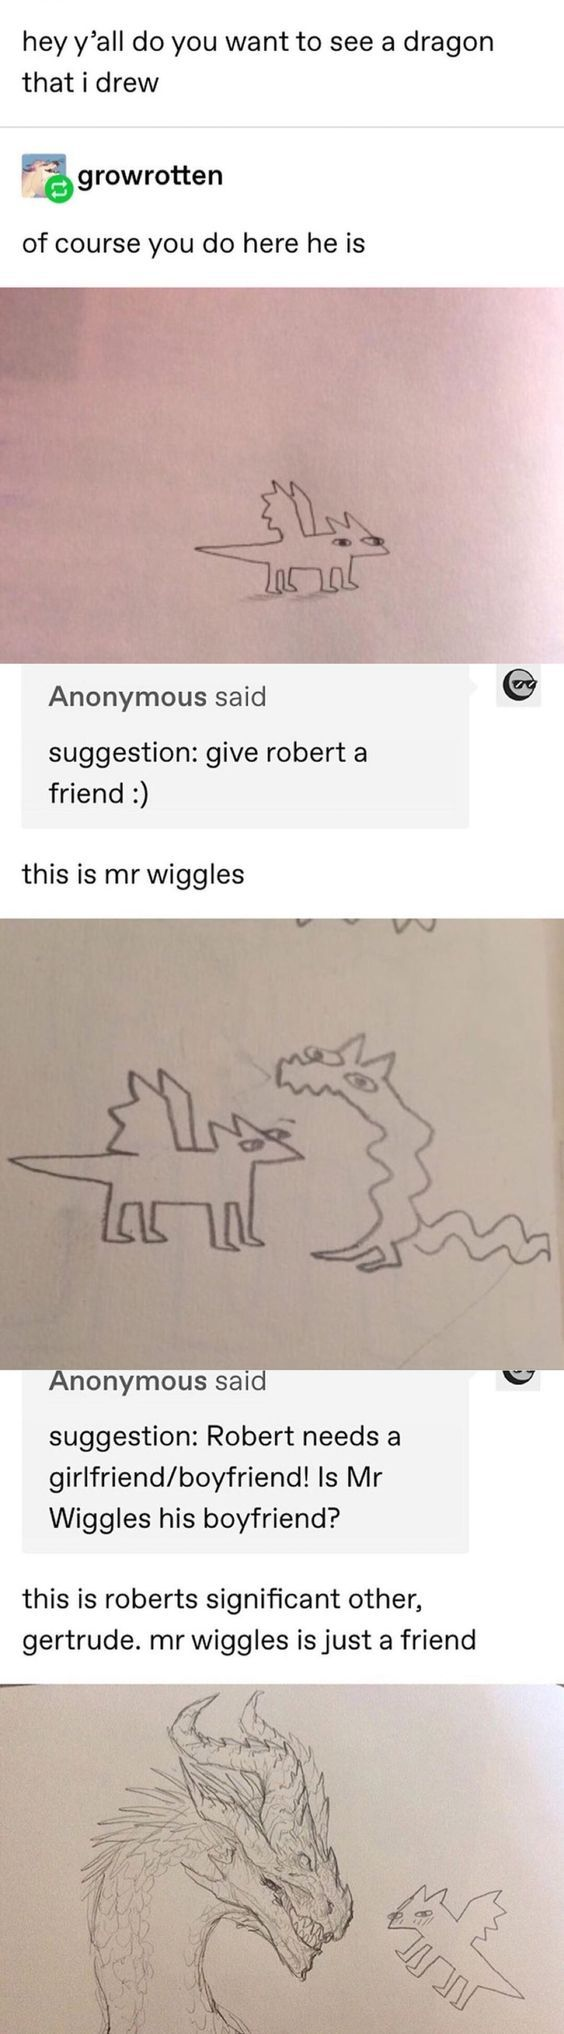 hey y’all do you want to see a dragon
that i drew
growrotten
of course you do here he is
Anonymous said
suggestion: give robert a
friend :)
this is mr wiggles
Anonymous said
suggestion: Robert needs a
girlfriend/boyfriend! Is Mr
Wiggles his boyfriend?
this is roberts significant other,
gertrude. mr wiggles is just a friend